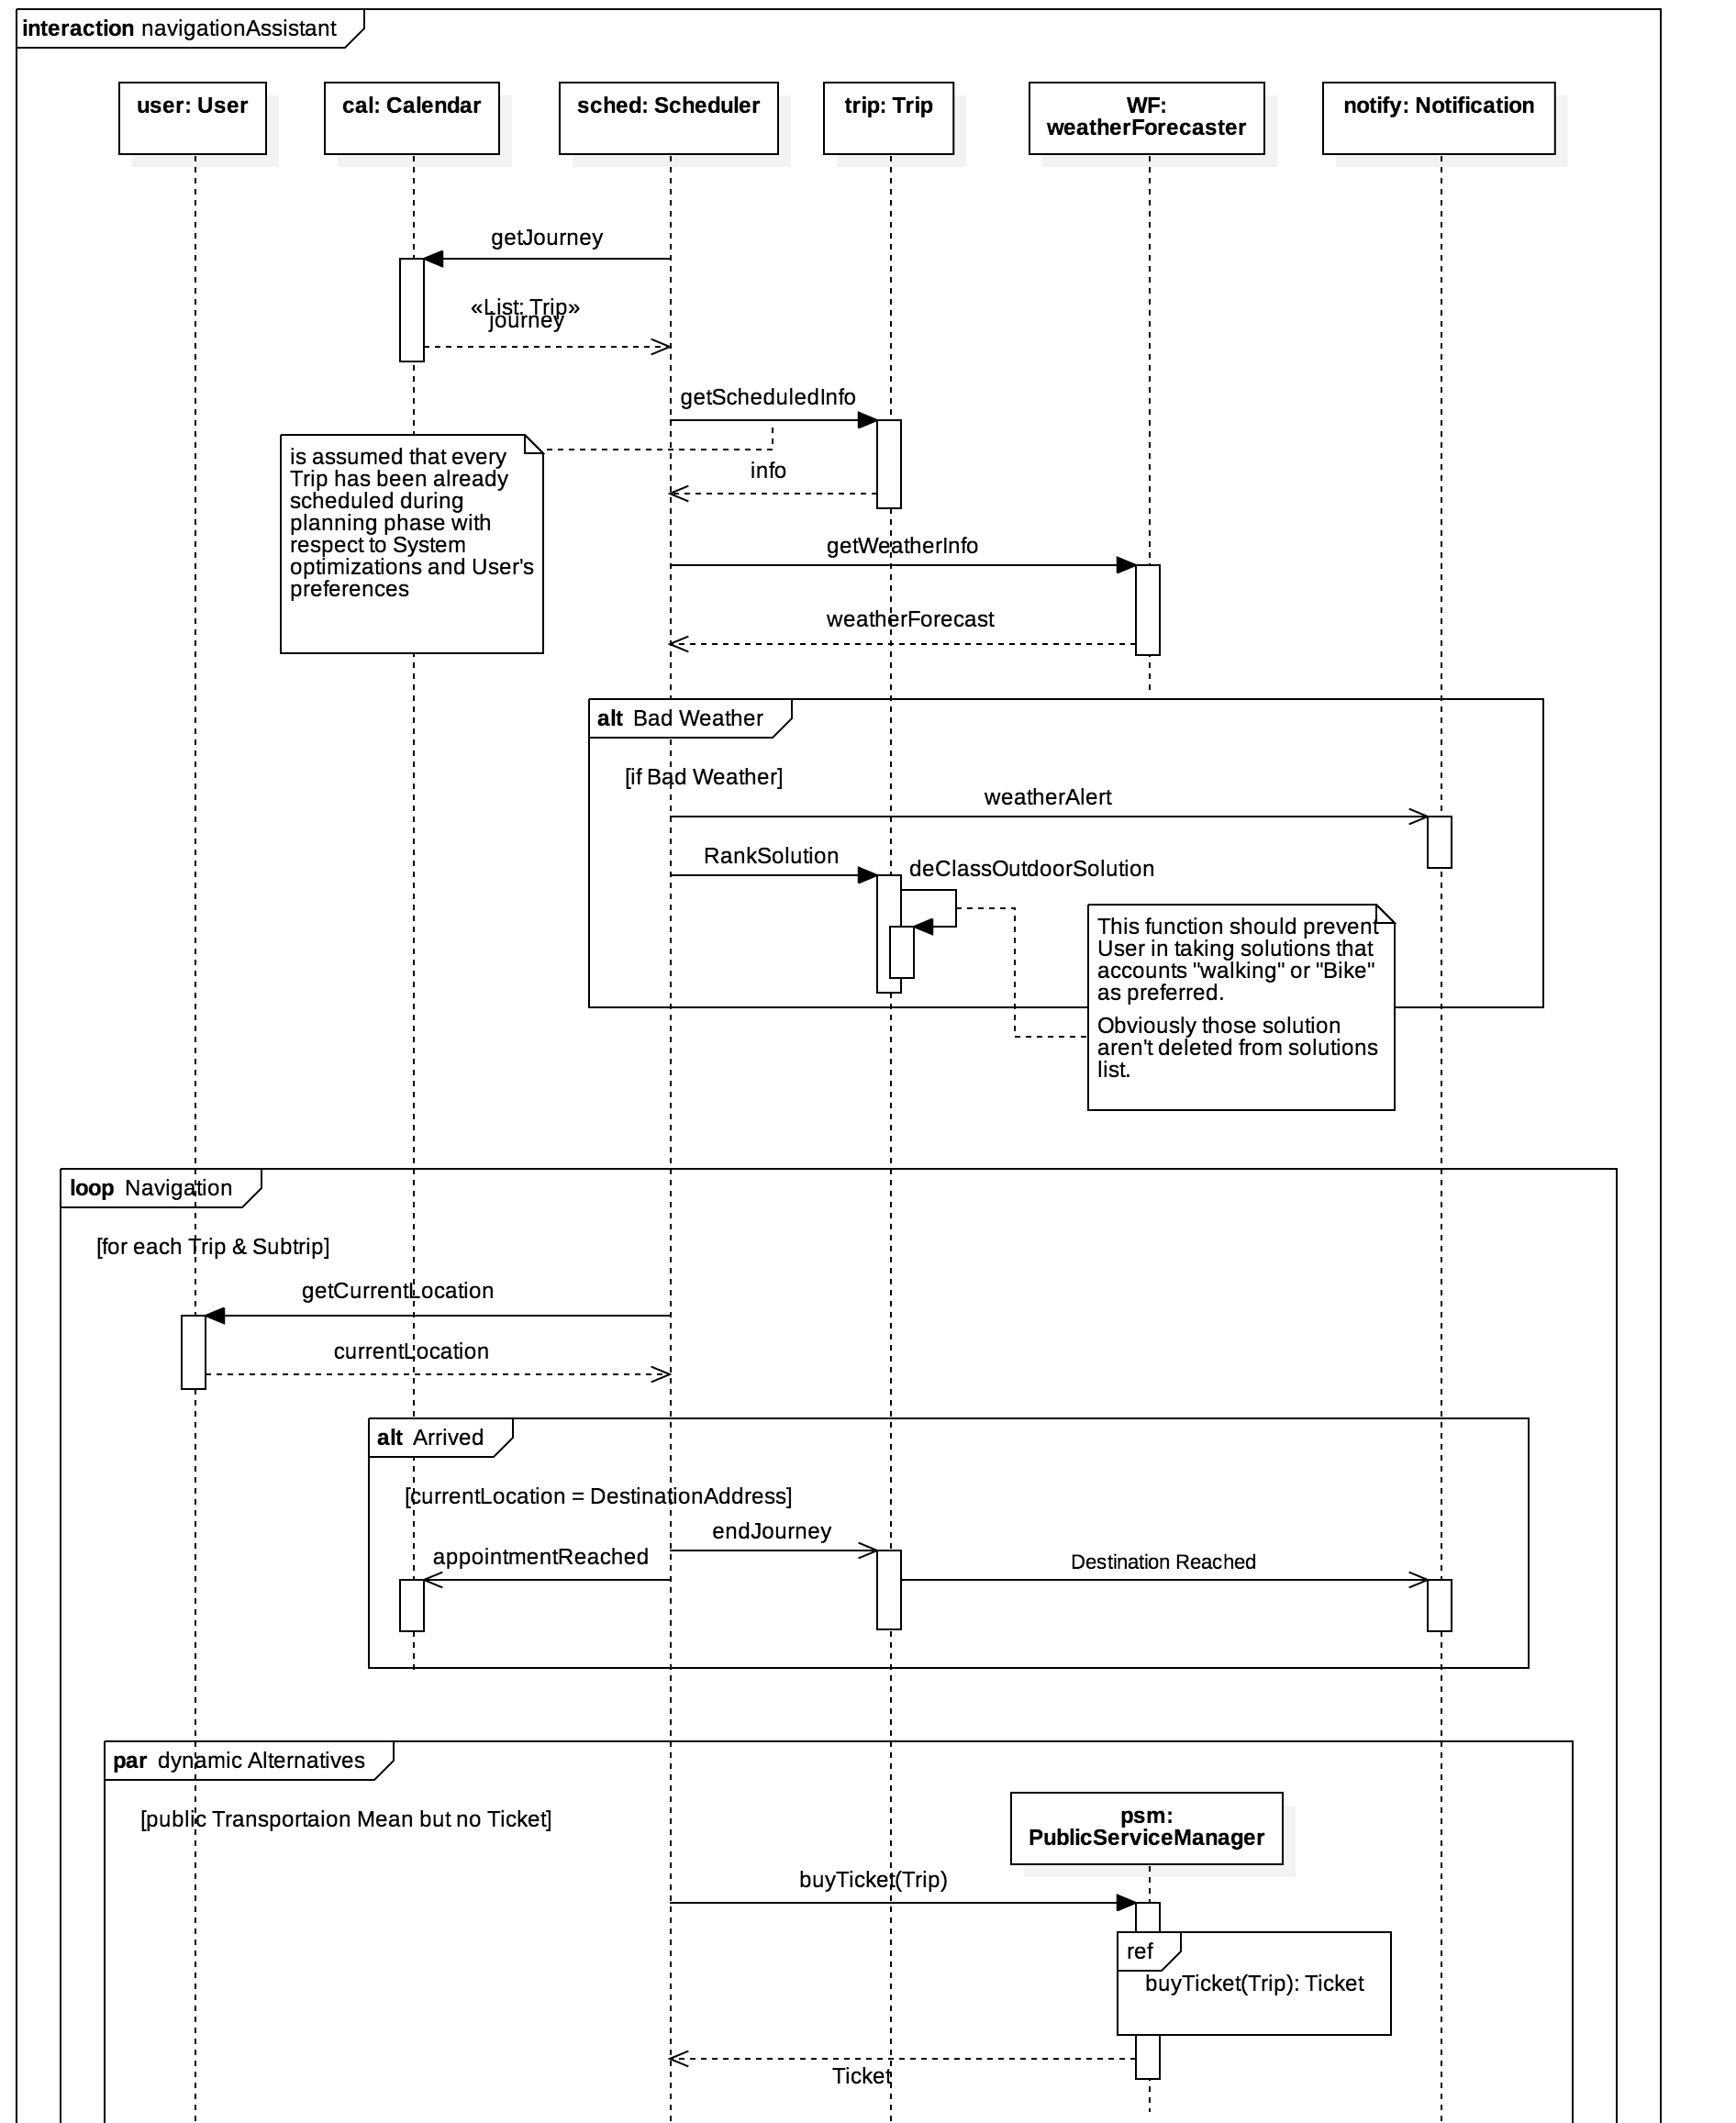 interaction navigationAssistant
user: User
cal: Calendar
sched: Scheduler
trip: Trip
WF:
weatherForecaster
notify: Notification
getJourney
«List: Trip»
journey
getScheduledInfo
is assumed that every
Trip has been already
scheduled during
planning phase with
respect to System
optimizations and User's
preferences
info
getWeatherInfo
weatherForecast
alt Bad Weather
[if Bad Weather]
weatherAlert
RankSolution
deClassOutdoorSolution
This function should prevent
User in taking solutions that
accounts "walking" or "Bike"
as preferred.
Obviously those solution
aren't deleted from solutions
list.
loop Navigation
[for each Trip & Subtrip]
getCurrentLocation
currentLocation
alt Arrived
[currentLocation = DestinationAddress]
endJourney
appointmentReached
Destination Reached
par dynamic Alternatives
[public Transportaion Mean but no Ticket]
psm:
PublicServiceManager
buyTicket(Trip)
ref
buyTicket(Trip): Ticket
Ticket